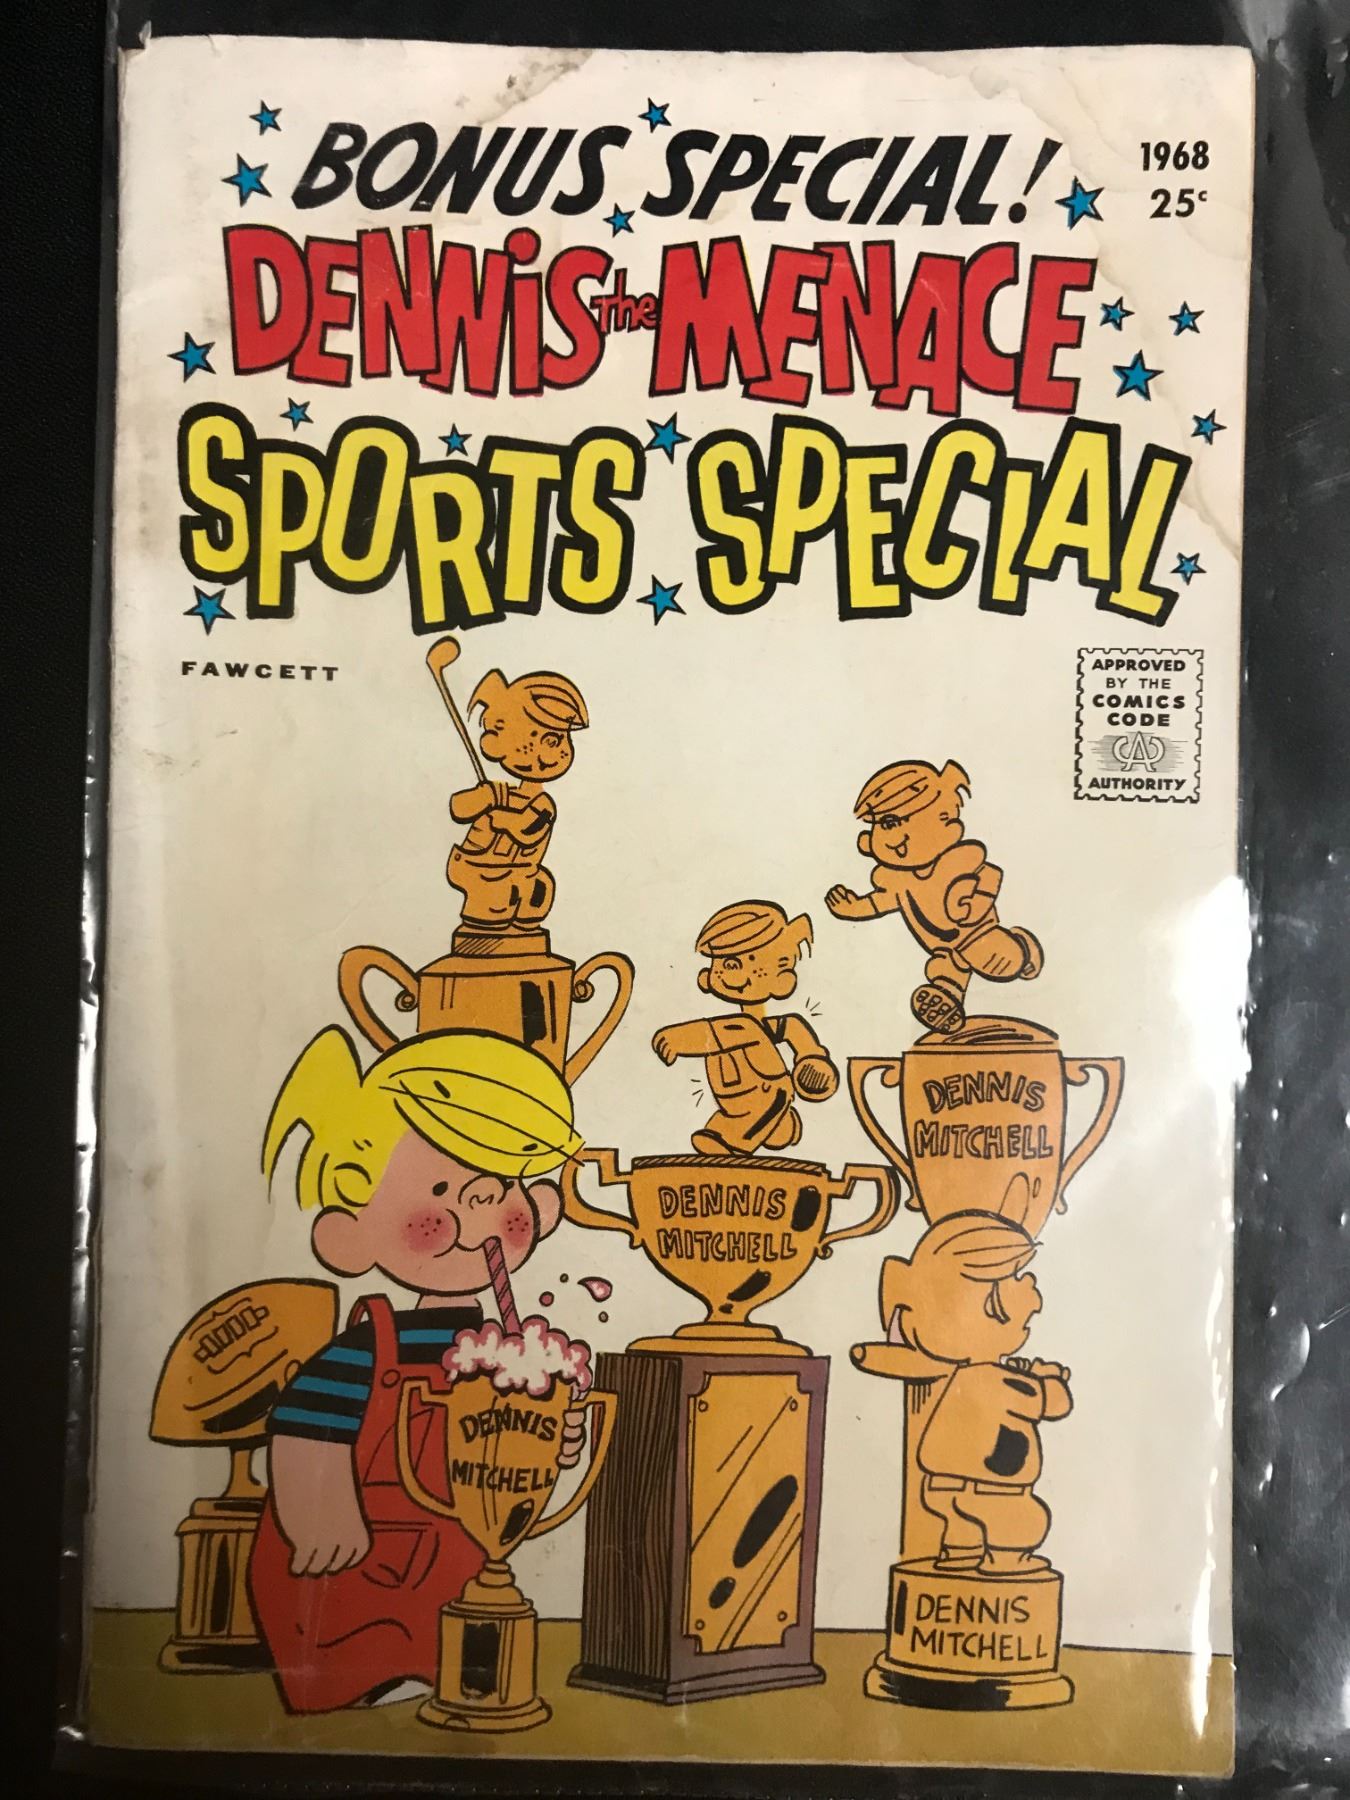 BONUS SPECIAL!
1968
25¢
DENNIS the MENACE
SPORTS SPECIAL
FAWCETT
APPROVED
BY THE
COMICS
CODE
CA
AUTHORITY
DENNIS
MITCHELL
DENNIS
MITCHELL
DENNIS
MITCHELL
DENNIS
MITCHELL